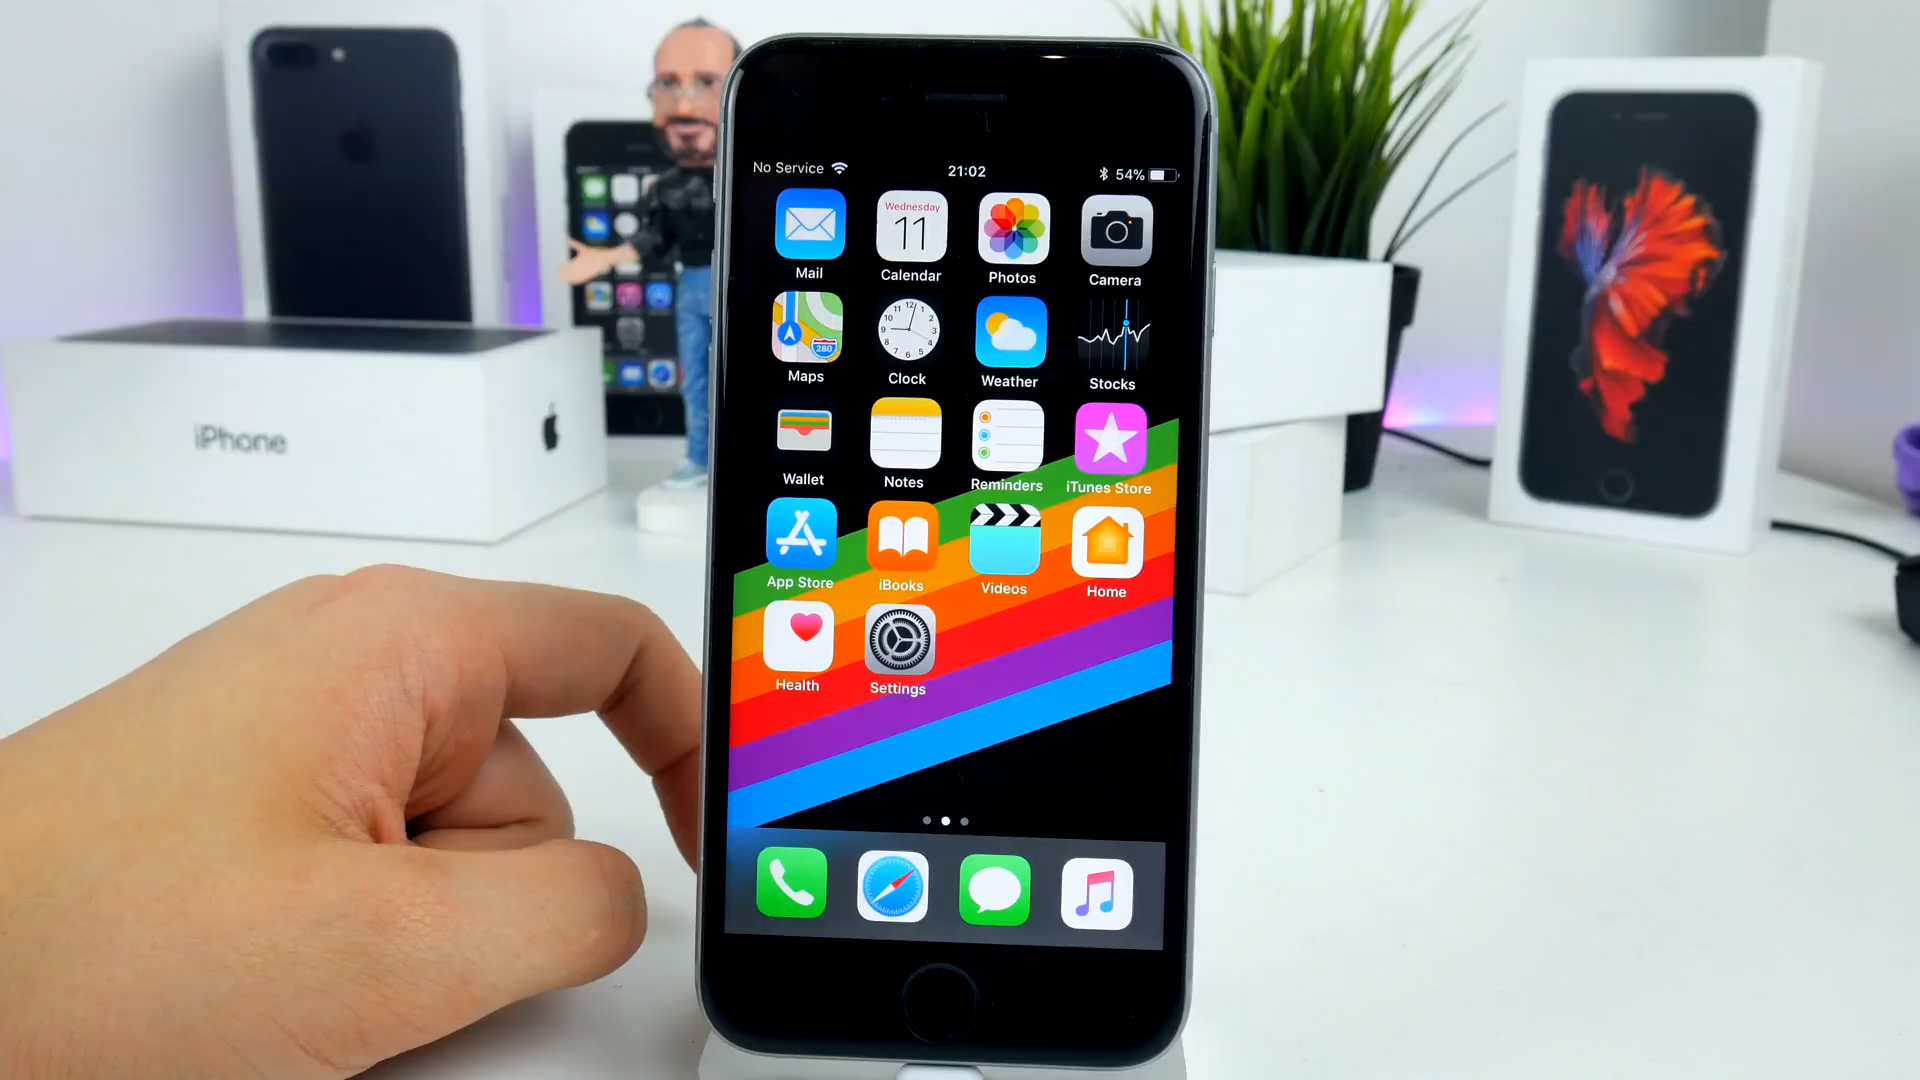 No Service 21:02 54%
Wednesday
11
Mail Calendar Photos Camera
280
Maps Clock Weather Stocks
Wallet Notes Reminders iTunes Store
App Store iBooks Videos Home
Health Settings
iPhone